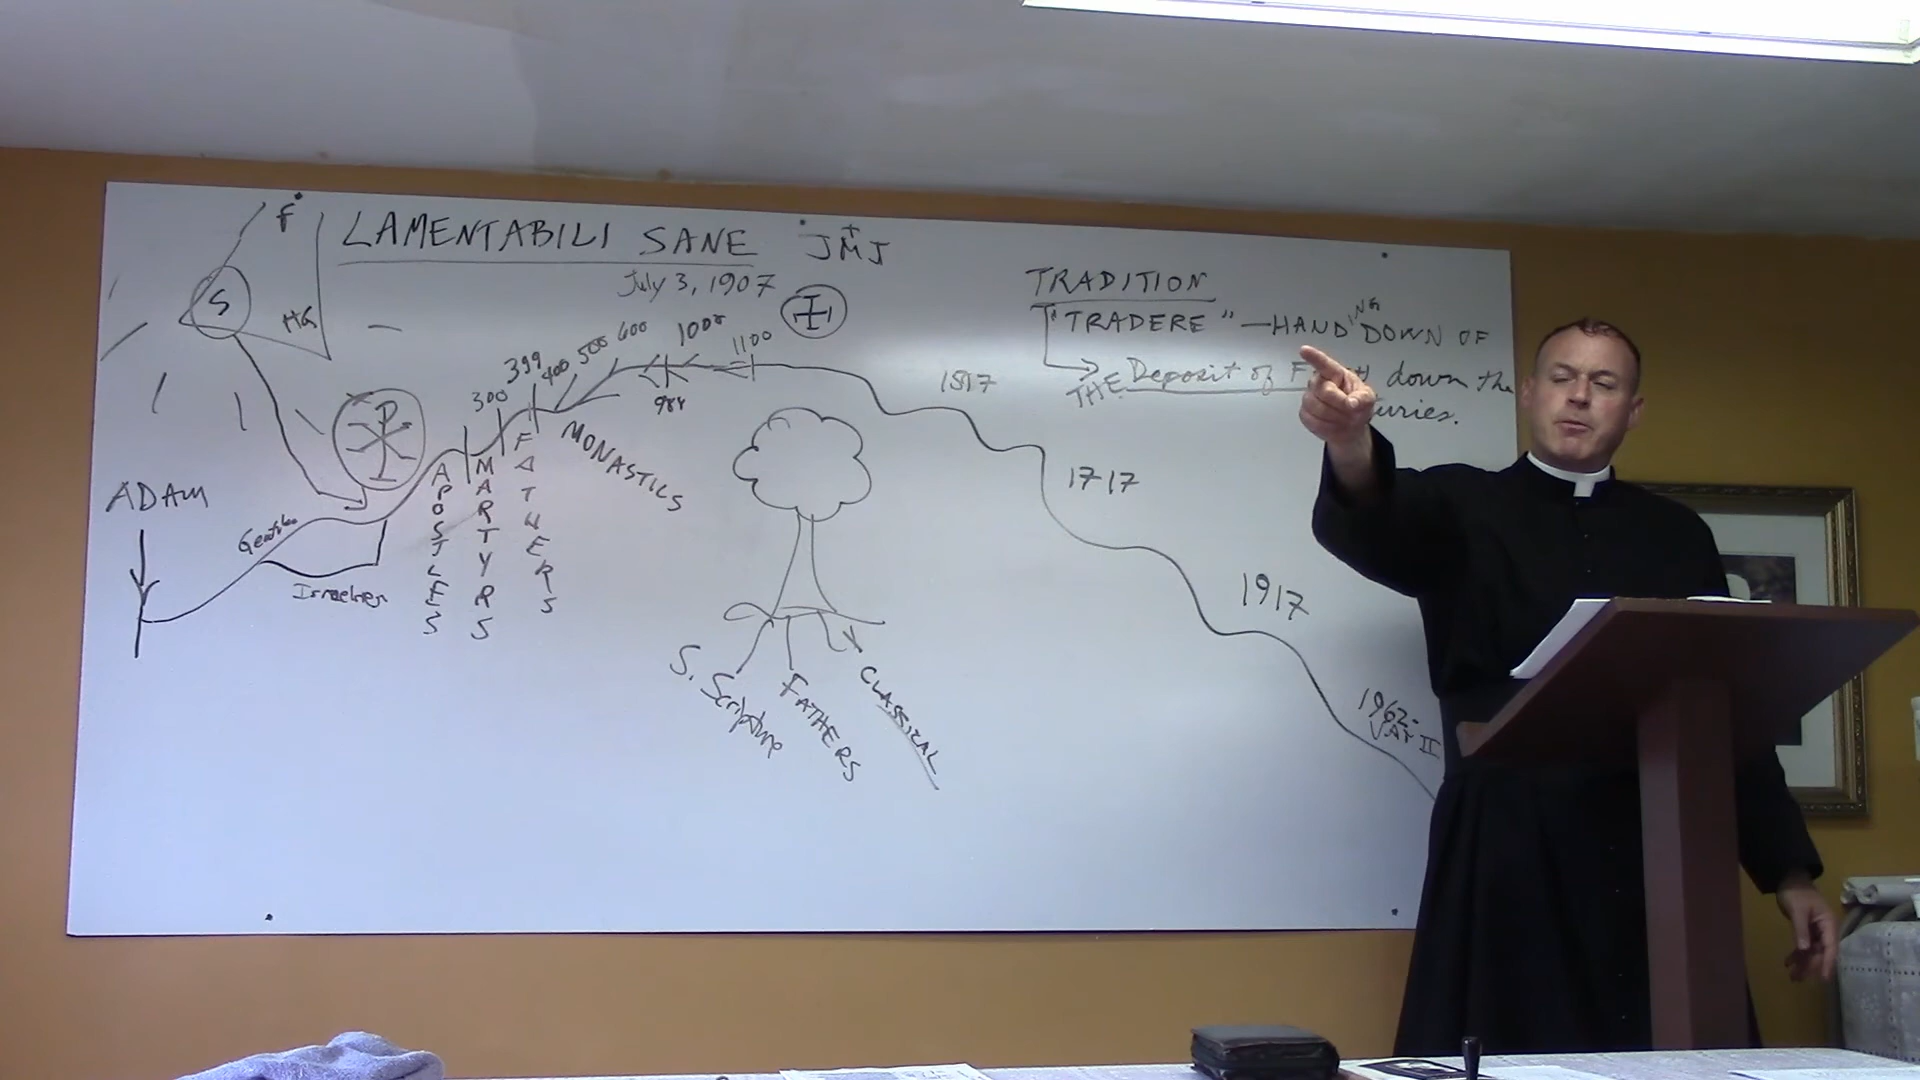 F
LAMENTABILI SANE
JMJ
July 3, 1907
S
HG
TRADITION
"TRADERE" — HANDING DOWN OF
THE Deposit of down the
uries.
300
399
400
500
600
1000
1100
984
1517
1717
1917
1962-
Vat II
ADAM
Gentiles
Israelites
APOSTLES
MARTYRS
FATHERS
MONASTICS
S. Scripture
FATHERS
CLASSICAL